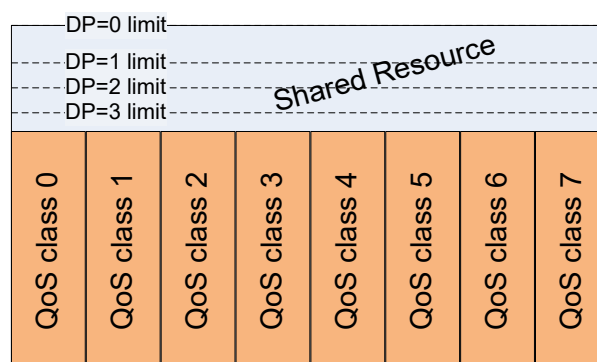 DP=0 limit
DP=1 limit
DP=2 limit
DP=3 limit
Shared Resource
QoS class 0
QoS class 1
QoS class 2
QoS class 3
QoS class 4
QoS class 5
QoS class 6
QoS class 7